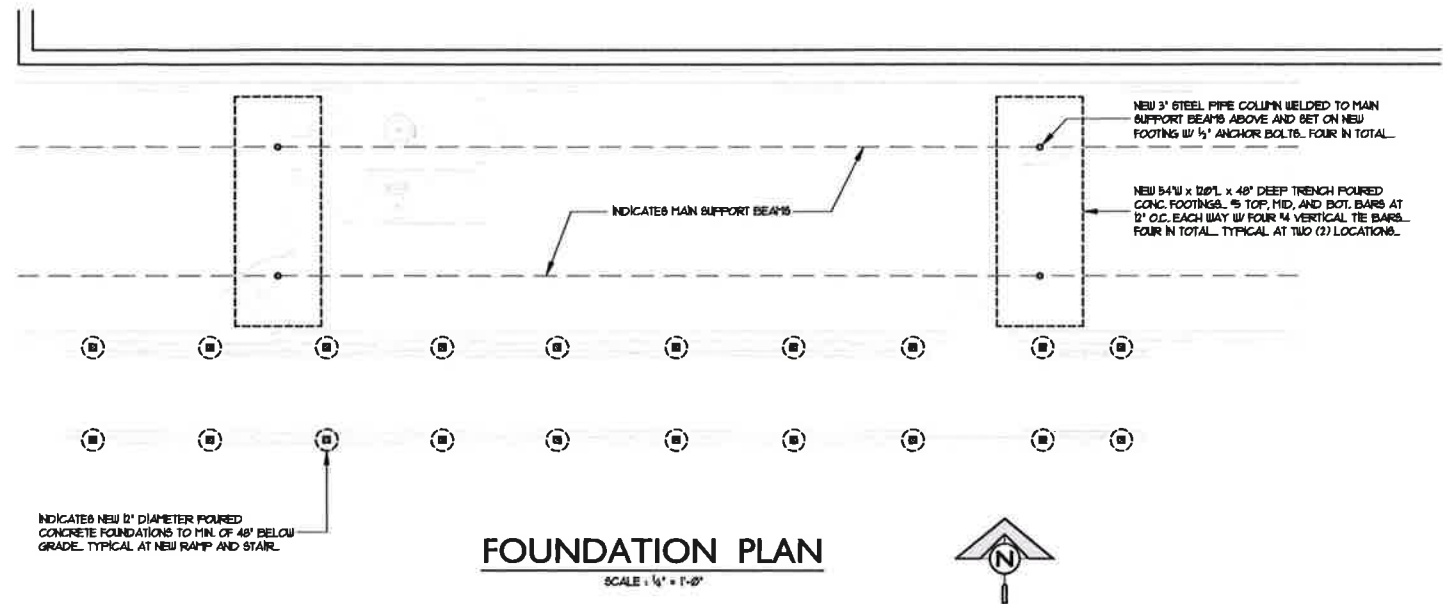 NEW 3" STEEL PIPE COLUMN WELDED TO MAIN
SUPPORT BEAMS ABOVE AND SET ON NEW
FOOTING W/ ½" ANCHOR BOLTS. FOUR IN TOTAL.
NEW 54"W x 120"L x 48" DEEP TRENCH POURED
CONC. FOOTINGS. #5 TOP, MID, AND BOT. BARS AT
12" O.C. EACH WAY W/ FOUR #4 VERTICAL TIE BARS.
FOUR IN TOTAL. TYPICAL AT TWO (2) LOCATIONS.
INDICATES MAIN SUPPORT BEAMS
INDICATES NEW 12" DIAMETER POURED
CONCRETE FOUNDATIONS TO MIN. OF 48" BELOW
GRADE. TYPICAL AT NEW RAMP AND STAIR.
FOUNDATION PLAN
SCALE : ¼" = 1'-0"
N